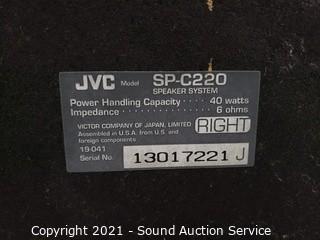 JVC Model SP-C220
SPEAKER SYSTEM
Power Handling Capacity ···· 40 watts
Impedance ················ 6 ohms
VICTOR COMPANY OF JAPAN, LIMITED RIGHT
Assembled in U.S.A. from U.S. and
foreign components
19-041
Serial No. 13017221 J
Copyright 2021 - Sound Auction Service